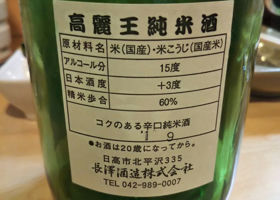 高麗王純米酒
原材料名 米(国産)・米こうじ(国産米)
アルコール分 15度
日本酒度 +3度
精米歩合 60%
コクのある辛口純米酒
'1 9
●お酒は20歳になってから。
日高市北平沢335
長澤酒造株式会社
TEL 042-989-0007